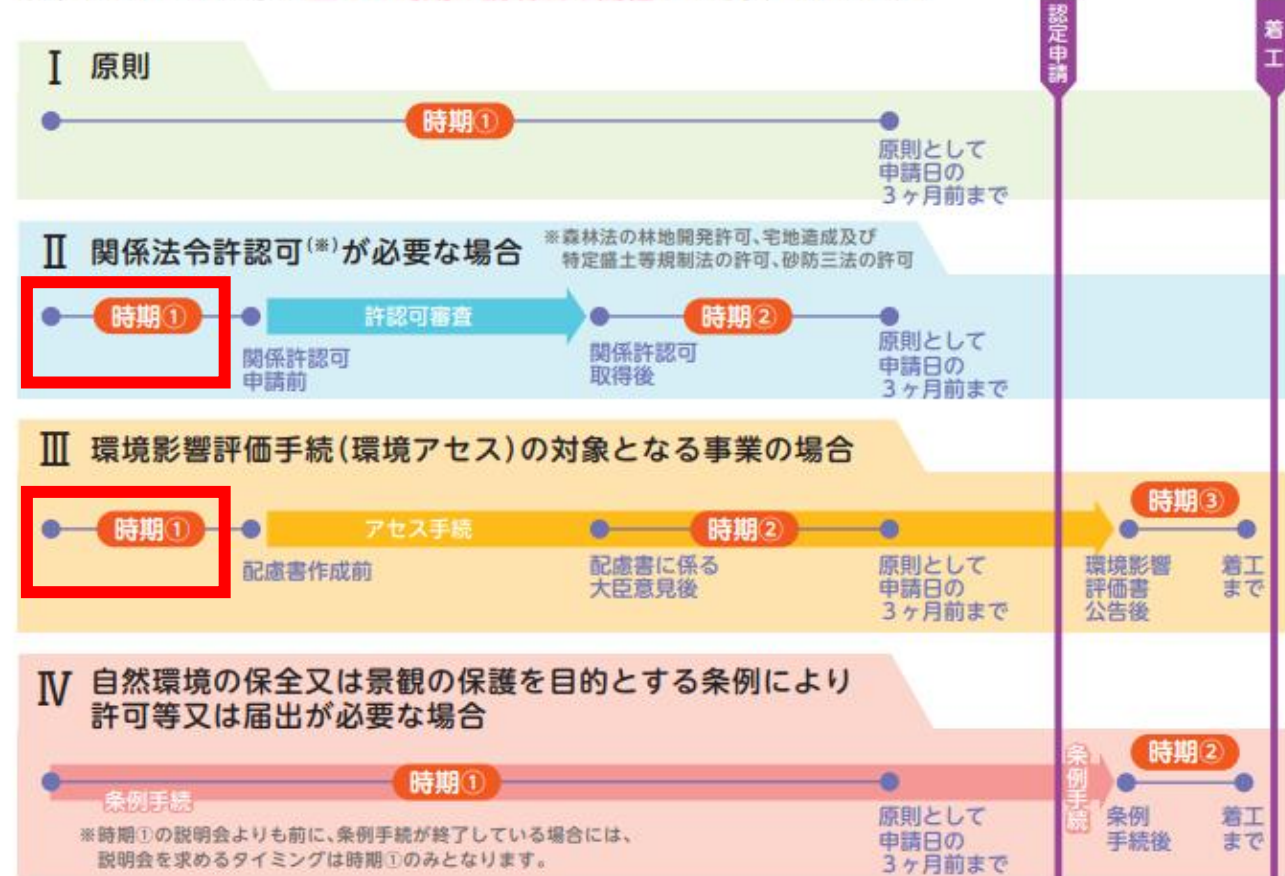 認定申請
着工
Ⅰ 原則
時期①
原則として
申請日の
3ヶ月前まで
Ⅱ 関係法令許認可(※)が必要な場合
※森林法の林地開発許可、宅地造成及び
特定盛土等規制法の許可、砂防三法の許可
時期①
許認可審査
時期②
関係許認可
申請前
関係許認可
取得後
原則として
申請日の
3ヶ月前まで
Ⅲ 環境影響評価手続(環境アセス)の対象となる事業の場合
時期①
アセス手続
時期②
時期③
配慮書作成前
配慮書に係る
大臣意見後
原則として
申請日の
3ヶ月前まで
環境影響
評価書
公告後
着工
まで
Ⅳ 自然環境の保全又は景観の保護を目的とする条例により
許可等又は届出が必要な場合
時期①
条例手続
条例手続
時期②
※時期①の説明会よりも前に、条例手続が終了している場合には、
説明会を求めるタイミングは時期①のみとなります。
原則として
申請日の
3ヶ月前まで
条例
手続後
着工
まで